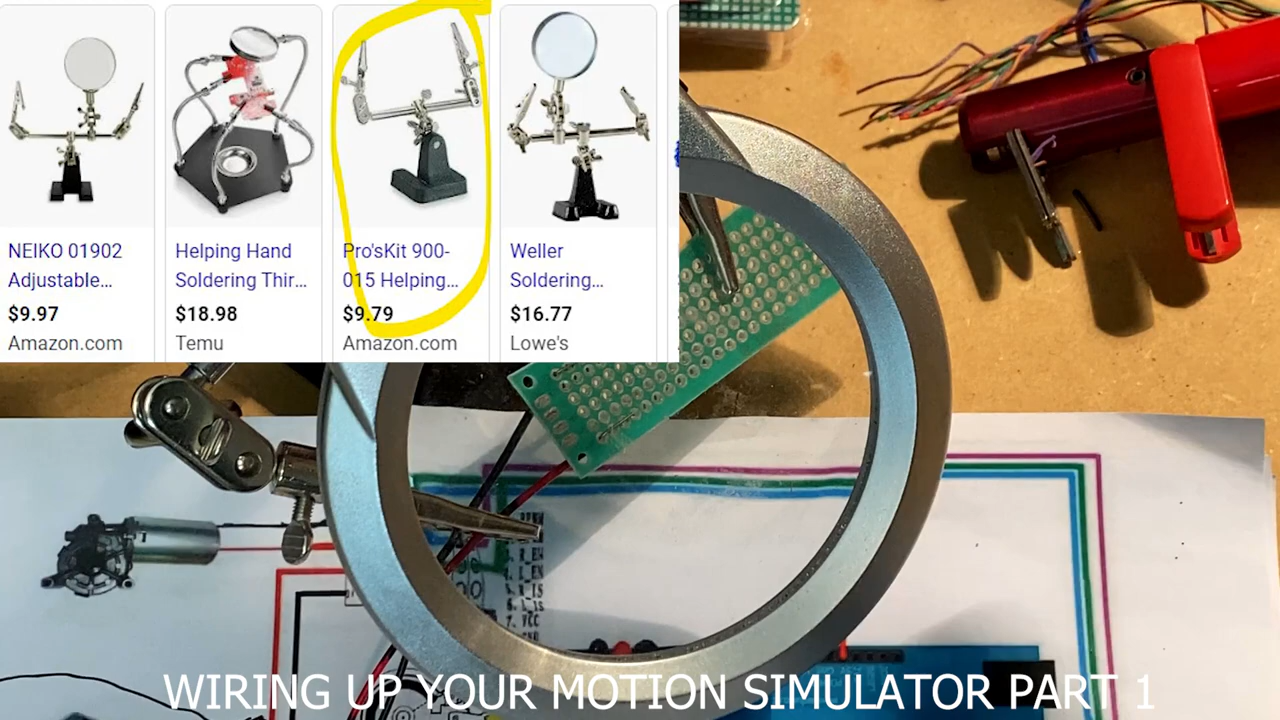 NEIKO 01902
Adjustable...
$9.97
Amazon.com
Helping Hand
Soldering Thir...
$18.98
Temu
Pro'sKit 900-
015 Helping...
$9.79
Amazon.com
Weller
Soldering...
$16.77
Lowe's
7. VCC
WIRING UP YOUR MOTION SIMULATOR PART 1